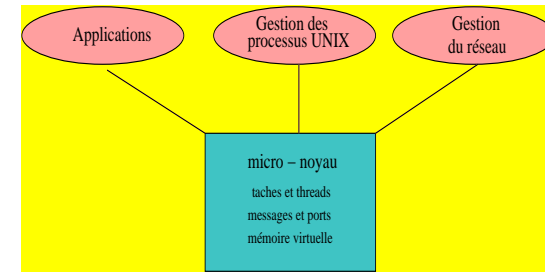 Applications
Gestion des
processus UNIX
Gestion
du réseau
micro – noyau
taches et threads
messages et ports
mémoire virtuelle